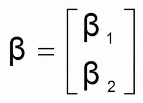 β = [β₁
β₂]